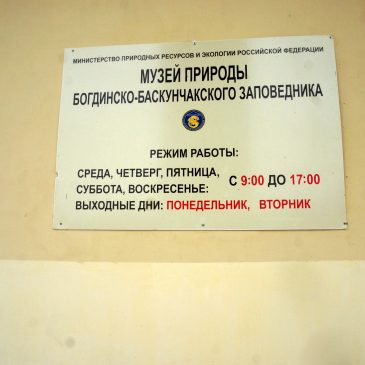 МИНИСТЕРСТВО ПРИРОДНЫХ РЕСУРСОВ И ЭКОЛОГИИ РОССИЙСКОЙ ФЕДЕРАЦИИ
МУЗЕЙ ПРИРОДЫ
БОГДИНСКО-БАСКУНЧАКСКОГО ЗАПОВЕДНИКА
РЕЖИМ РАБОТЫ:
СРЕДА, ЧЕТВЕРГ, ПЯТНИЦА,
СУББОТА, ВОСКРЕСЕНЬЕ: С 9:00 ДО 17:00
ВЫХОДНЫЕ ДНИ: ПОНЕДЕЛЬНИК, ВТОРНИК